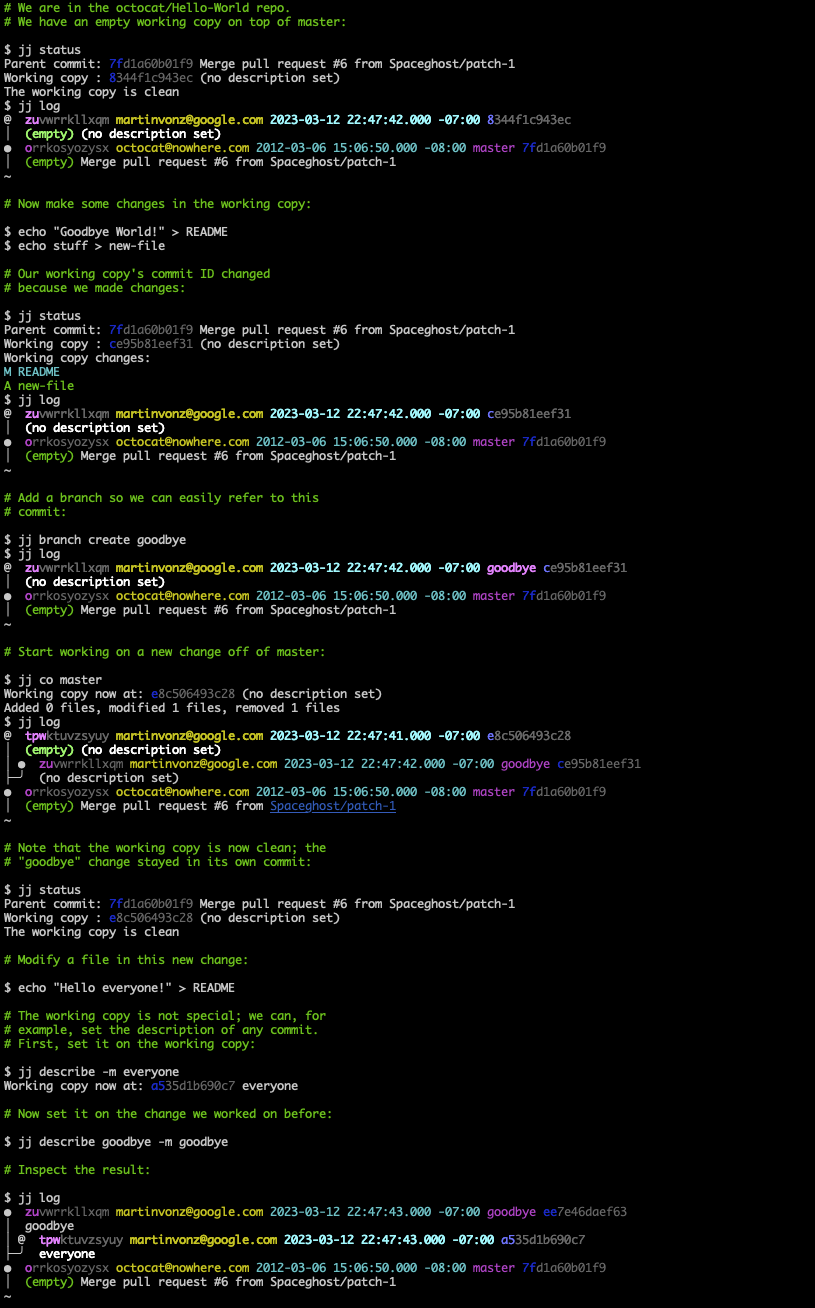 # We are in the octocat/Hello-World repo.
# We have an empty working copy on top of master:
$ jj status
Parent commit: 7fd1a60b01f9 Merge pull request #6 from Spaceghost/patch-1
Working copy : 8344f1c943ec (no description set)
The working copy is clean
$ jj log
@  zuvwrrkllxqm martinvonz@google.com 2023-03-12 22:47:42.000 -07:00 8344f1c943ec
│  (empty) (no description set)
●  orrkosyozysx octocat@nowhere.com 2012-03-06 15:06:50.000 -08:00 master 7fd1a60b01f9
│  (empty) Merge pull request #6 from Spaceghost/patch-1
~
# Now make some changes in the working copy:
$ echo "Goodbye World!" > README
$ echo stuff > new-file
# Our working copy's commit ID changed
# because we made changes:
$ jj status
Parent commit: 7fd1a60b01f9 Merge pull request #6 from Spaceghost/patch-1
Working copy : ce95b81eef31 (no description set)
Working copy changes:
M README
A new-file
$ jj log
@  zuvwrrkllxqm martinvonz@google.com 2023-03-12 22:47:42.000 -07:00 ce95b81eef31
│  (no description set)
●  orrkosyozysx octocat@nowhere.com 2012-03-06 15:06:50.000 -08:00 master 7fd1a60b01f9
│  (empty) Merge pull request #6 from Spaceghost/patch-1
~
# Add a branch so we can easily refer to this
# commit:
$ jj branch create goodbye
$ jj log
@  zuvwrrkllxqm martinvonz@google.com 2023-03-12 22:47:42.000 -07:00 goodbye ce95b81eef31
│  (no description set)
●  orrkosyozysx octocat@nowhere.com 2012-03-06 15:06:50.000 -08:00 master 7fd1a60b01f9
│  (empty) Merge pull request #6 from Spaceghost/patch-1
~
# Start working on a new change off of master:
$ jj co master
Working copy now at: e8c506493c28 (no description set)
Added 0 files, modified 1 files, removed 1 files
$ jj log
@  tpwktuvzsyuy martinvonz@google.com 2023-03-12 22:47:41.000 -07:00 e8c506493c28
│  (empty) (no description set)
│ ●  zuvwrrkllxqm martinvonz@google.com 2023-03-12 22:47:42.000 -07:00 goodbye ce95b81eef31
├─╯  (no description set)
●  orrkosyozysx octocat@nowhere.com 2012-03-06 15:06:50.000 -08:00 master 7fd1a60b01f9
│  (empty) Merge pull request #6 from Spaceghost/patch-1
~
# Note that the working copy is now clean; the
# "goodbye" change stayed in its own commit:
$ jj status
Parent commit: 7fd1a60b01f9 Merge pull request #6 from Spaceghost/patch-1
Working copy : e8c506493c28 (no description set)
The working copy is clean
# Modify a file in this new change:
$ echo "Hello everyone!" > README
# The working copy is not special; we can, for
# example, set the description of any commit.
# First, set it on the working copy:
$ jj describe -m everyone
Working copy now at: a535d1b690c7 everyone
# Now set it on the change we worked on before:
$ jj describe goodbye -m goodbye
# Inspect the result:
$ jj log
●  zuvwrrkllxqm martinvonz@google.com 2023-03-12 22:47:43.000 -07:00 goodbye ee7e46daef63
│  goodbye
│ @  tpwktuvzsyuy martinvonz@google.com 2023-03-12 22:47:43.000 -07:00 a535d1b690c7
├─╯  everyone
●  orrkosyozysx octocat@nowhere.com 2012-03-06 15:06:50.000 -08:00 master 7fd1a60b01f9
│  (empty) Merge pull request #6 from Spaceghost/patch-1
~